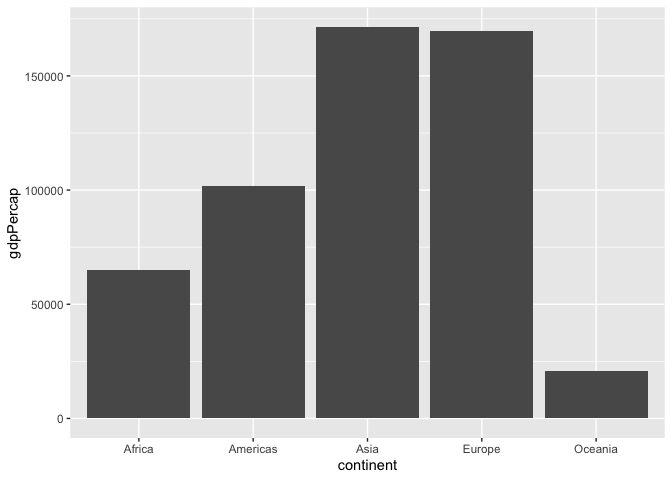 gdpPercap
150000
100000
50000
0
Africa Americas Asia Europe Oceania
continent